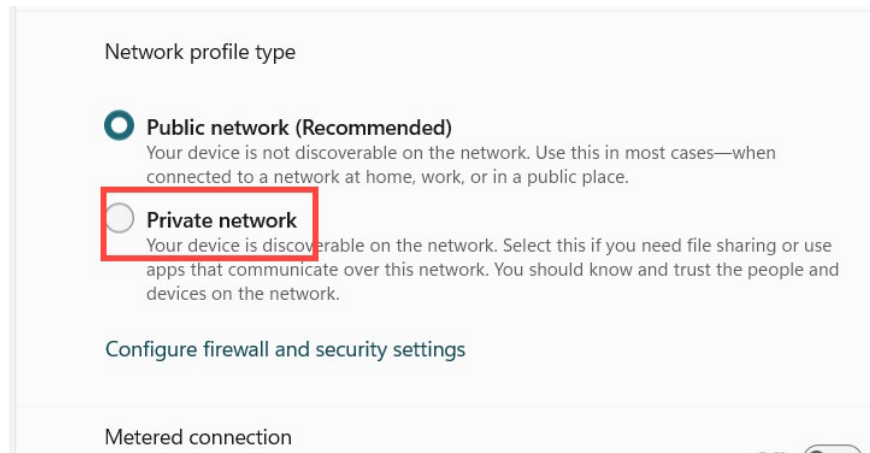 Network profile type
Public network (Recommended)
Your device is not discoverable on the network. Use this in most cases—when
connected to a network at home, work, or in a public place.
Private network
Your device is discoverable on the network. Select this if you need file sharing or use
apps that communicate over this network. You should know and trust the people and
devices on the network.
Configure firewall and security settings
Metered connection